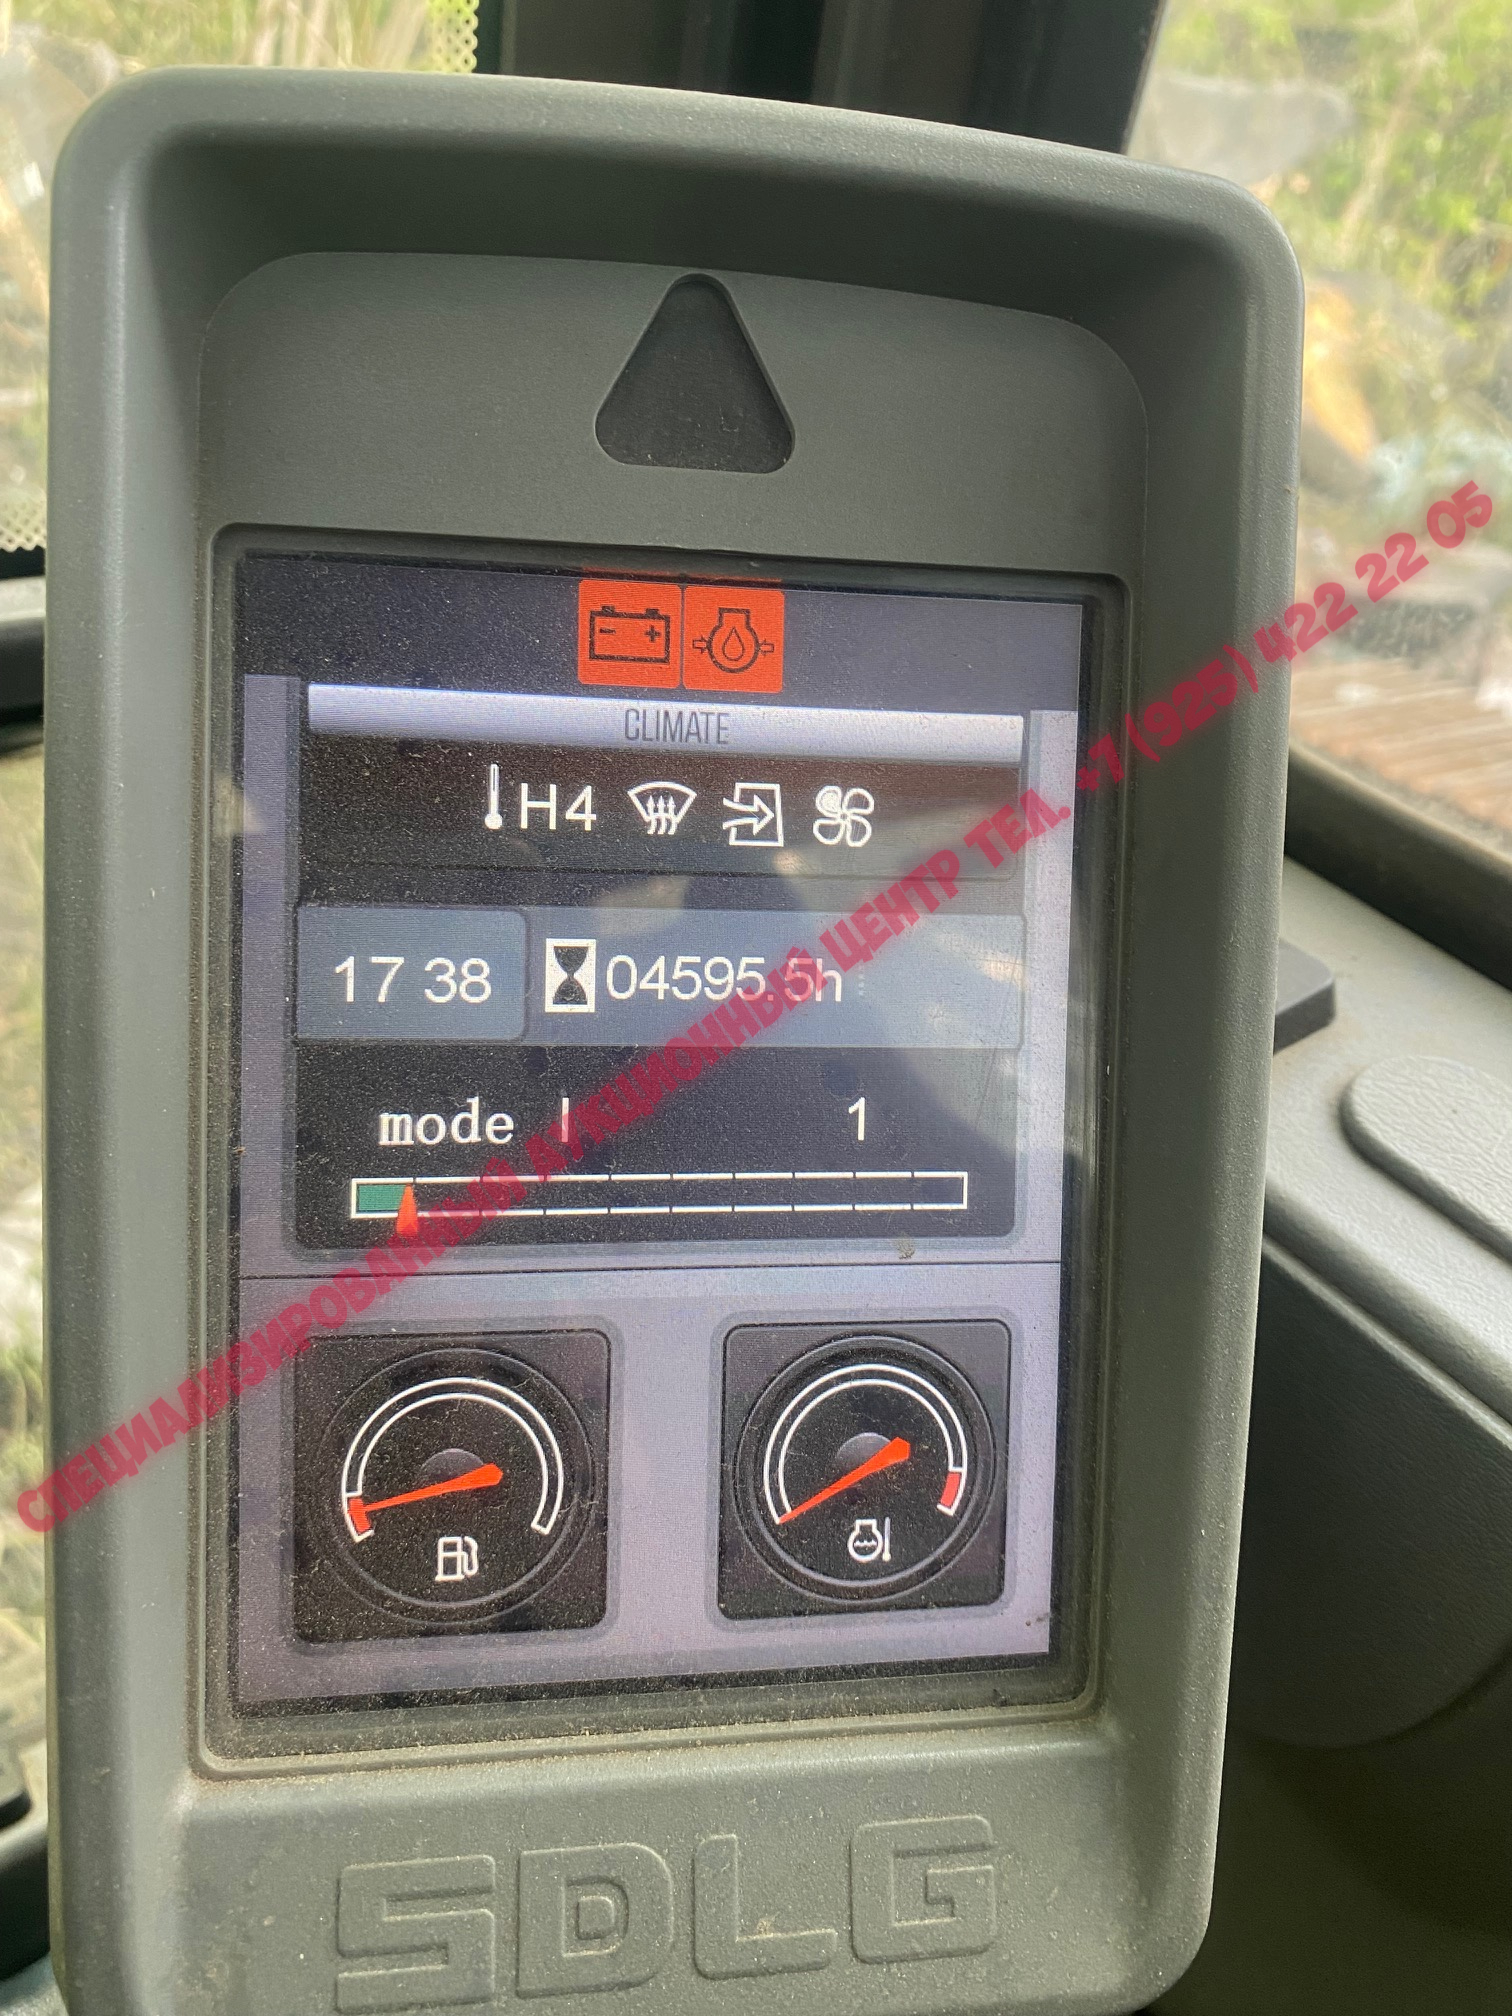 CLIMATE
H4
17 38 04595.5h
mode I 1
СПЕЦИАЛИЗИРОВАННЫЙ АУКЦИОННЫЙ ЦЕНТР ТЕЛ. +7 (925) 422 22 05
SDLG